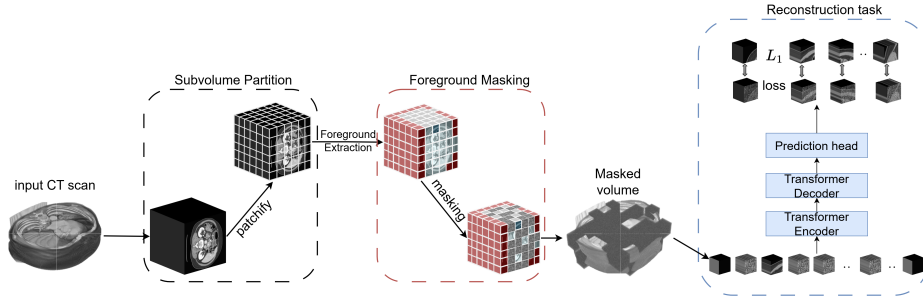 Reconstruction task
L1
loss
Subvolume Partition
Foreground Masking
Foreground
Extraction
Prediction head
input CT scan
patchify
masking
Masked
volume
Transformer
Decoder
Transformer
Encoder
..
..
..